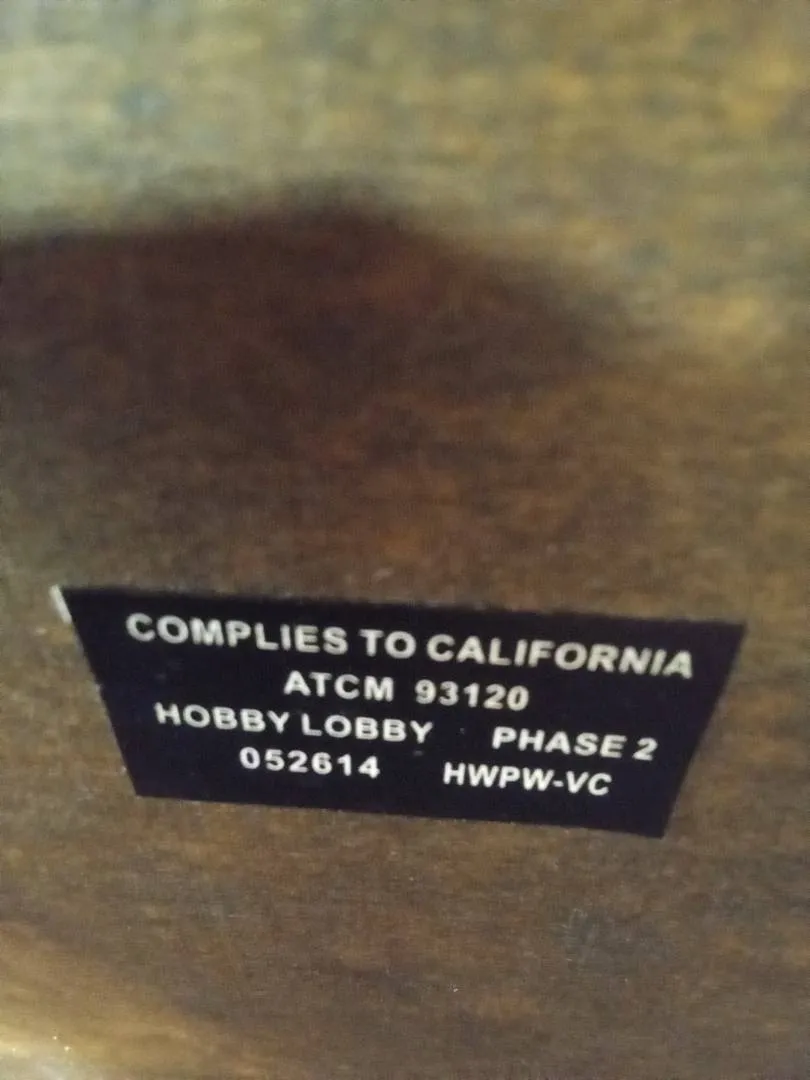 COMPLIES TO CALIFORNIA
ATCM 93120
HOBBY LOBBY PHASE 2
052614 HWPW-VC